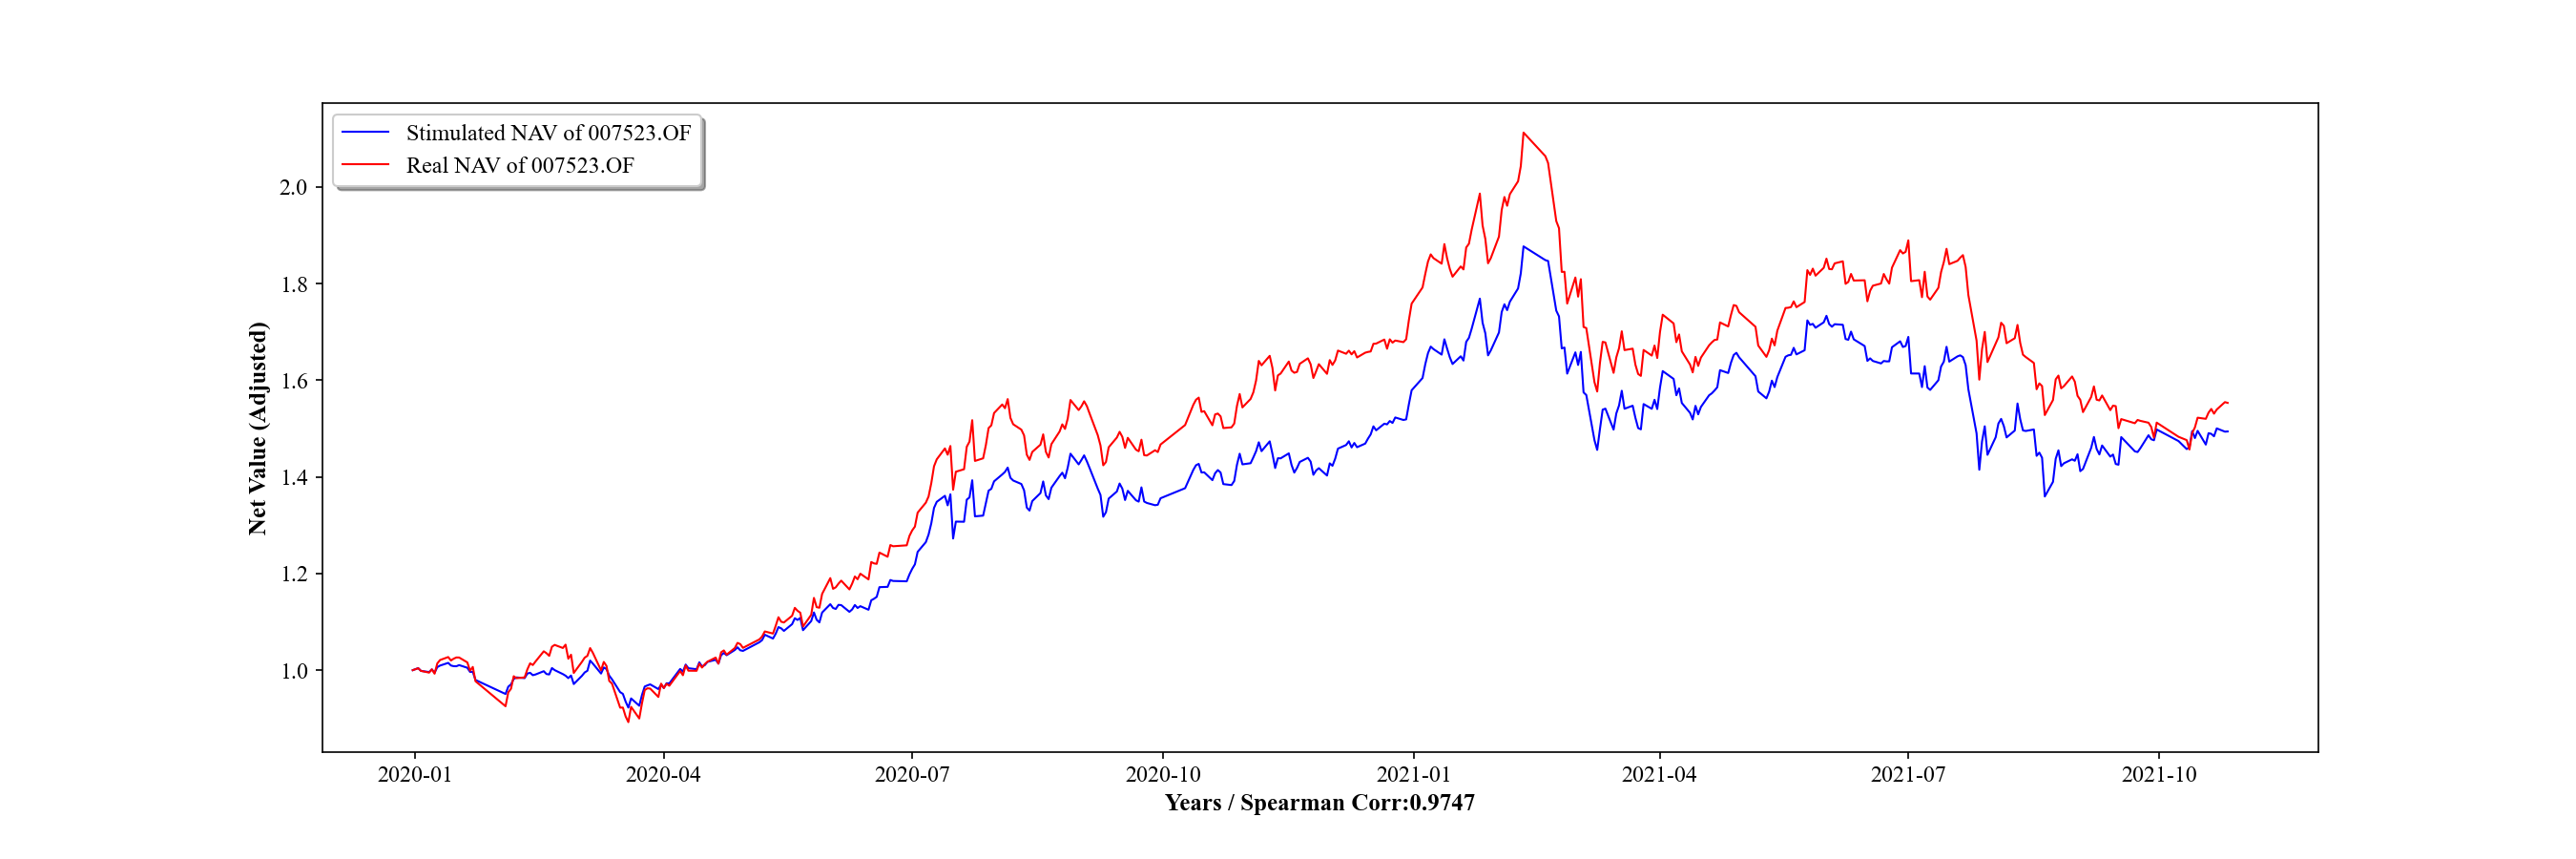 Stimulated NAV of 007523.OF
Real NAV of 007523.OF
2.0
1.8
1.6
1.4
1.2
1.0
Net Value (Adjusted)
2020-01 2020-04 2020-07 2020-10 2021-01 2021-04 2021-07 2021-10
Years / Spearman Corr:0.9747